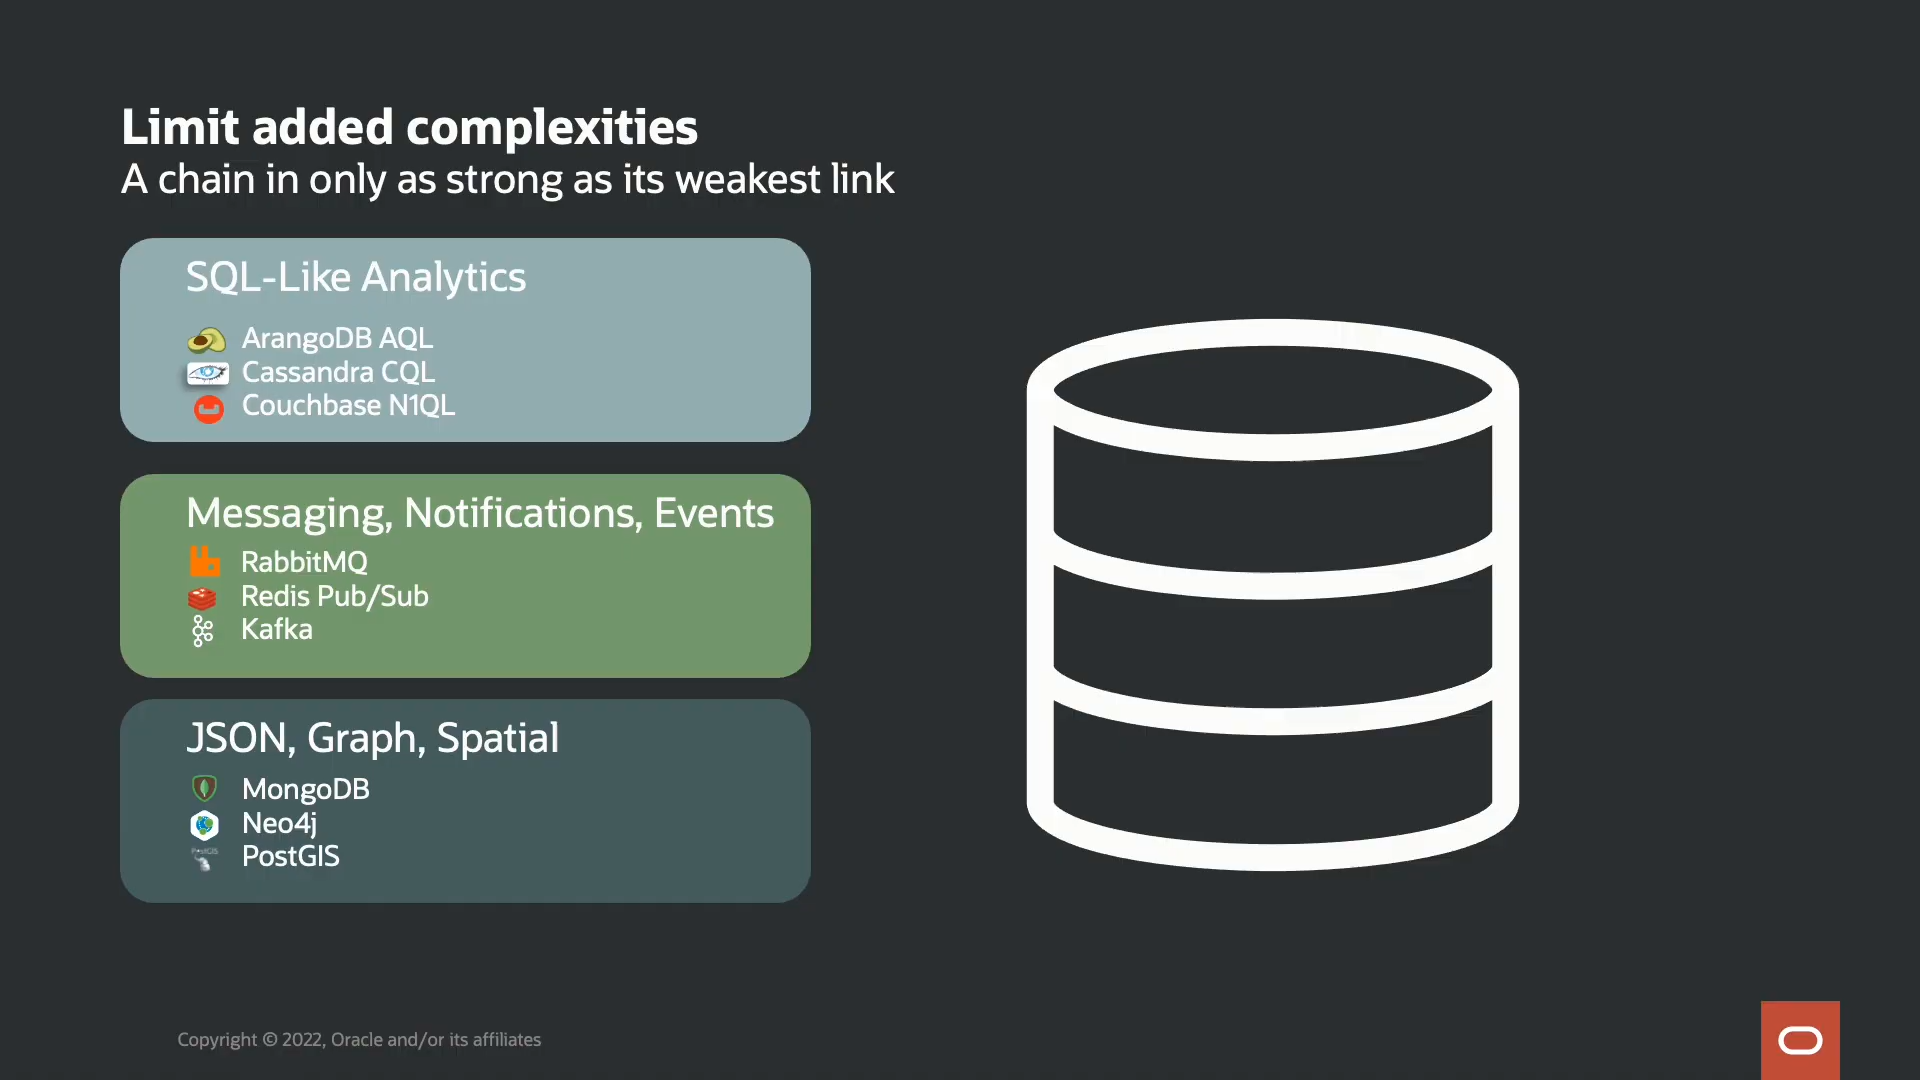 Limit added complexities
A chain in only as strong as its weakest link
SQL-Like Analytics
ArangoDB AQL
Cassandra CQL
Couchbase N1QL
Messaging, Notifications, Events
RabbitMQ
Redis Pub/Sub
Kafka
JSON, Graph, Spatial
MongoDB
Neo4j
PostGIS
PostGIS
Copyright © 2022, Oracle and/or its affiliates